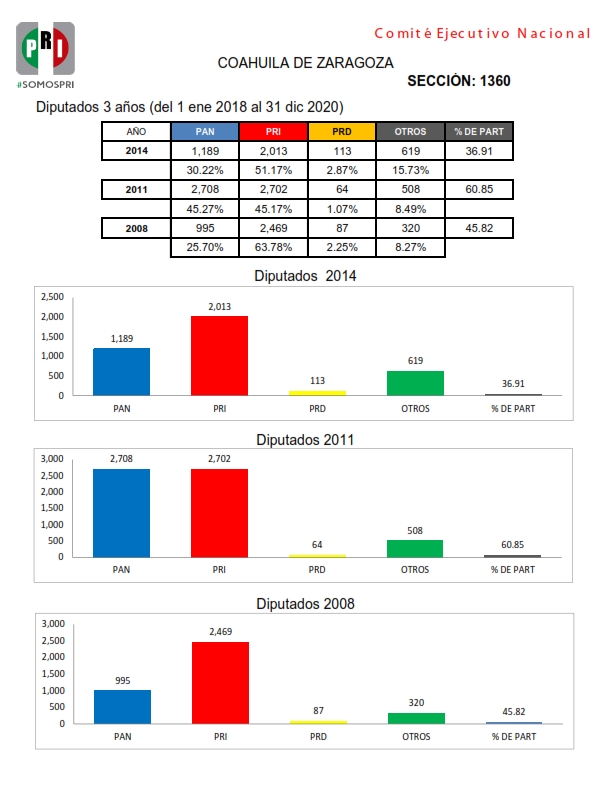 PRI
#SOMOSPRI
Comité Ejecutivo Nacional
COAHUILA DE ZARAGOZA
SECCIÓN: 1360
Diputados 3 años (del 1 ene 2018 al 31 dic 2020)
AÑO PAN PRI PRD OTROS % DE PART
2014 1,189 2,013 113 619 36.91
30.22% 51.17% 2.87% 15.73%
2011 2,708 2,702 64 508 60.85
45.27% 45.17% 1.07% 8.49%
2008 995 2,469 87 320 45.82
25.70% 63.78% 2.25% 8.27%
Diputados 2014
2,500
2,000
1,500
1,000
500
0
1,189 2,013 113 619 36.91
PAN PRI PRD OTROS % DE PART
Diputados 2011
3,000
2,500
2,000
1,500
1,000
500
0
2,708 2,702 64 508 60.85
PAN PRI PRD OTROS % DE PART
Diputados 2008
3,000
2,500
2,000
1,500
1,000
500
0
995 2,469 87 320 45.82
PAN PRI PRD OTROS % DE PART